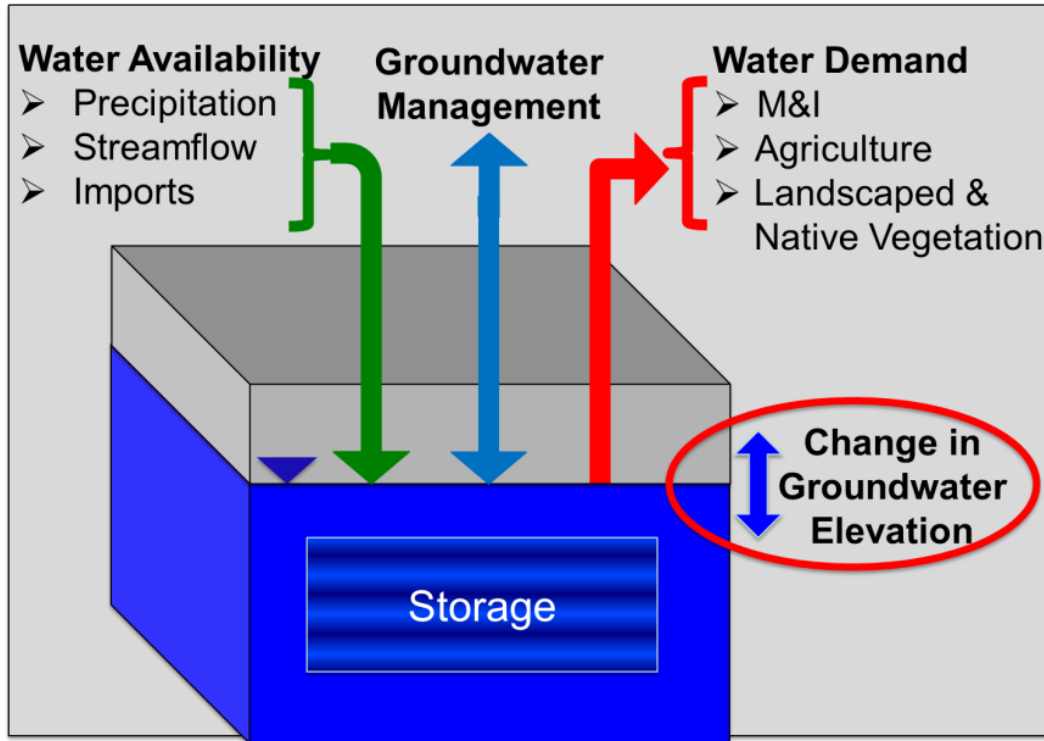 Water Availability
➢ Precipitation
➢ Streamflow
➢ Imports
Groundwater
Management
Water Demand
➢ M&I
➢ Agriculture
➢ Landscaped &
Native Vegetation
Change in
Groundwater
Elevation
Storage